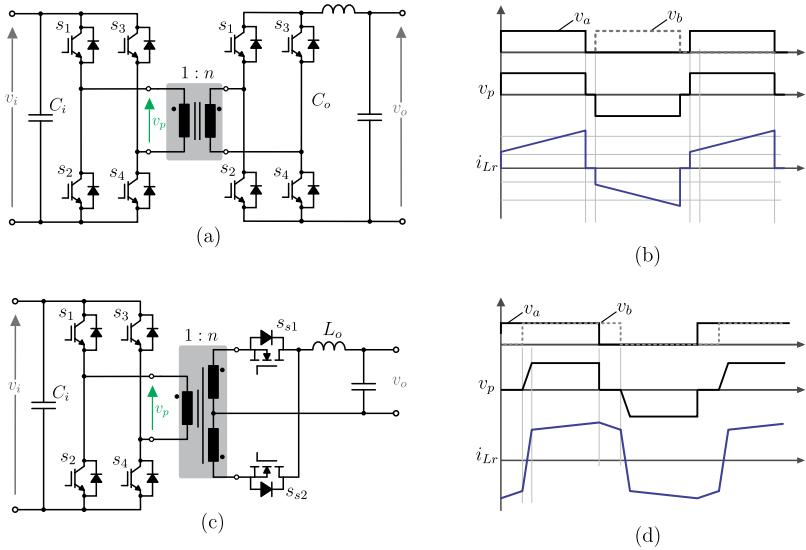 s1 s3 s1 s3 va vb
1 : n
vi Ci vp Co vo vp
iLr
s2 s4 s2 s4
(a) (b)
s1 s3 ss1 va vb
1 : n Lo
vi Ci vp vo vp
iLr
s2 s4 ss2
(c) (d)